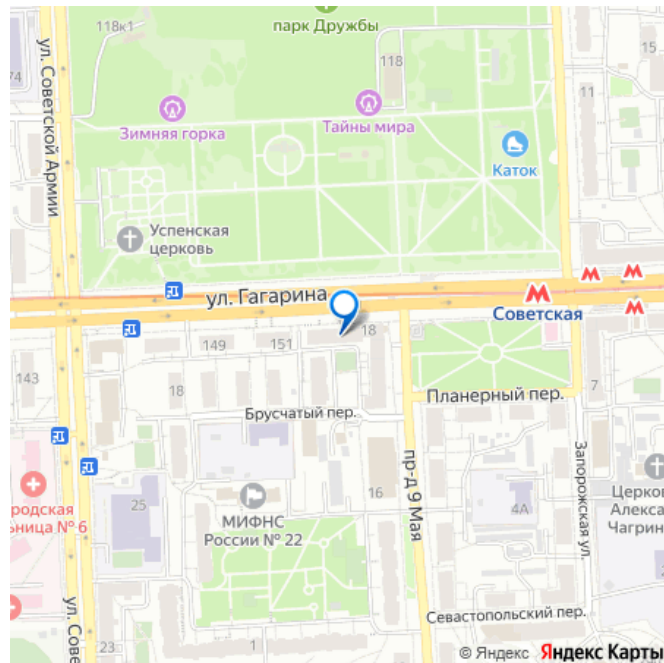 118к1
парк Дружбы
15
74
118
11
ул. Советской Армии
Зимняя горка
Тайны мира
Каток
Успенская
церковь
ул. Гагарина
Советская
18
149
151
143
18
7
Планерный пер.
Брусчатый пер.
пр-д 9 Мая
Запорожская ул.
16
25
4А
Церков
Алекса
Чагрин
ородская
ьница № 6
МИФНС
России № 22
ул. Сове
Севастопольский пер.
23
1
© Яндекс Яндекс Карты